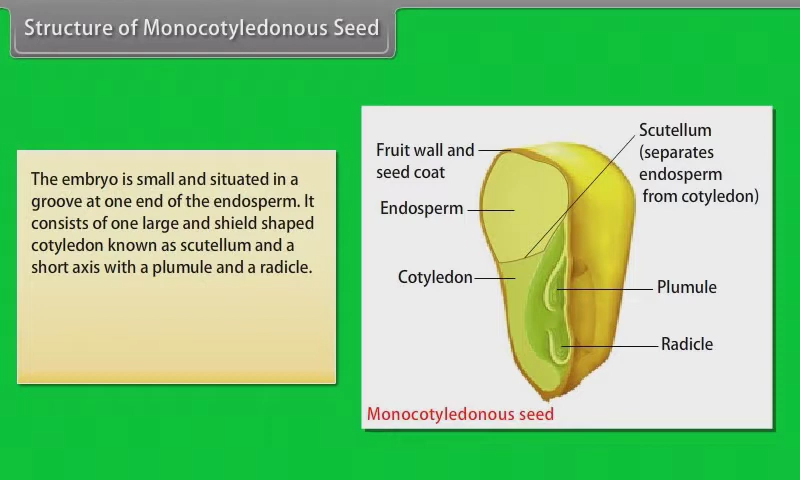 Structure of Monocotyledonous Seed
The embryo is small and situated in a
groove at one end of the endosperm. It
consists of one large and shield shaped
cotyledon known as scutellum and a
short axis with a plumule and a radicle.
Fruit wall and
seed coat
Endosperm
Cotyledon
Scutellum
(separates
endosperm
from cotyledon)
Plumule
Radicle
Monocotyledonous seed